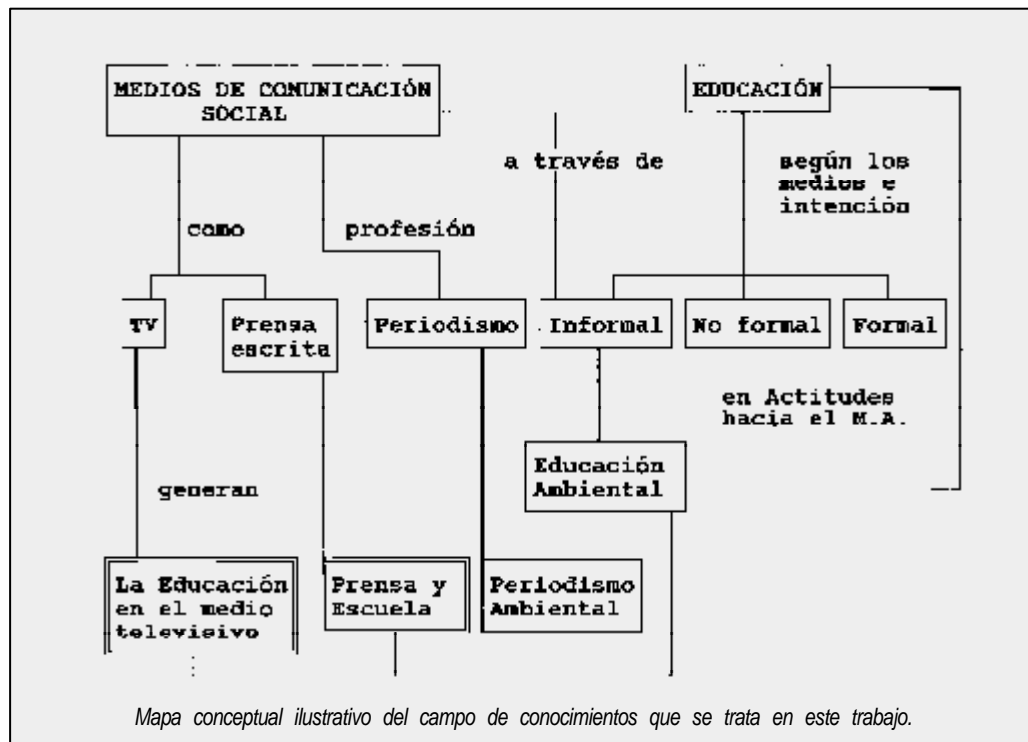 MEDIOS DE COMUNICACIÓN
SOCIAL
EDUCACIÓN
a través de
según los
medios e
intención
como
profesión
TV
Prensa
escrita
Periodismo
Informal
No formal
Formal
en Actitudes
hacia el M.A.
Educación
Ambiental
generan
La Educación
en el medio
televisivo
Prensa y
Escuela
Periodismo
Ambiental
Mapa conceptual ilustrativo del campo de conocimientos que se trata en este trabajo.